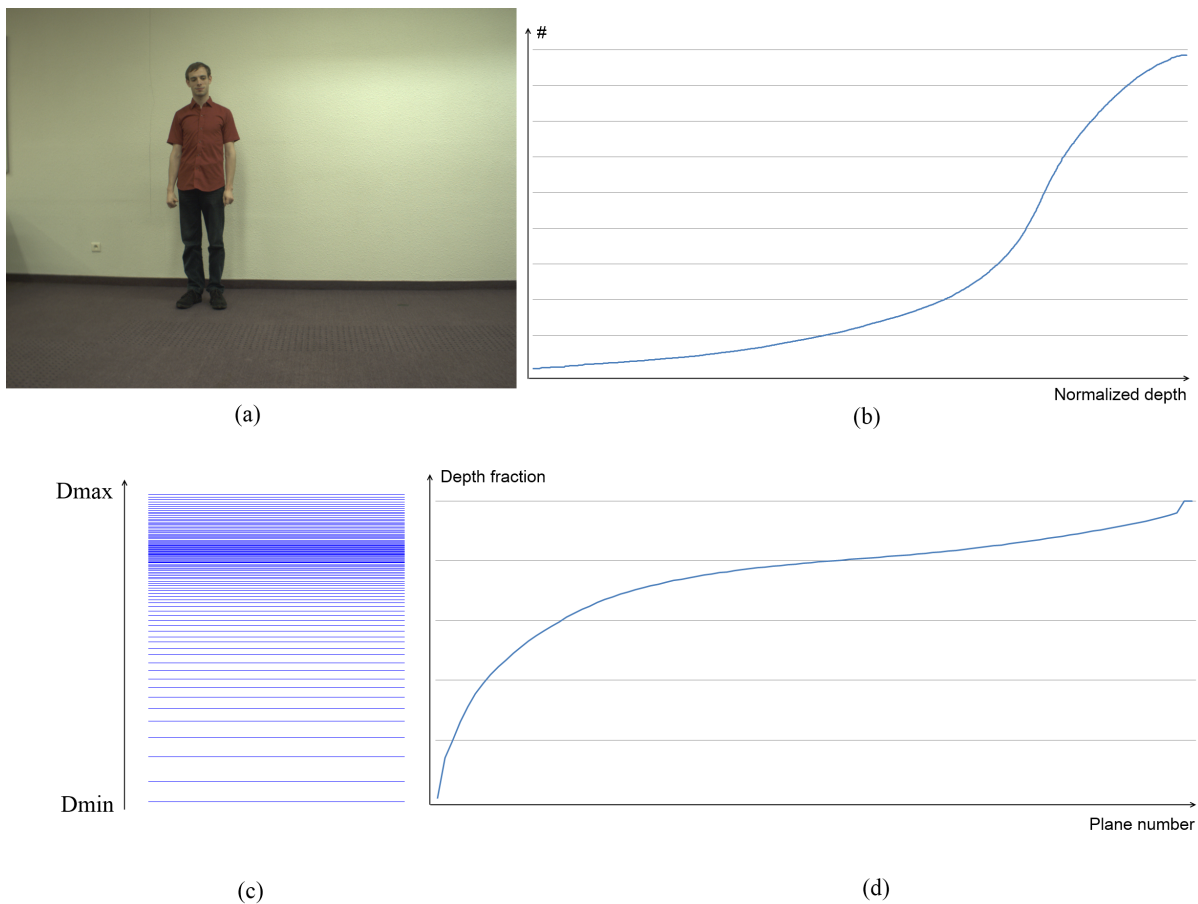 #
Normalized depth
(a)
(b)
Dmax
Depth fraction
Dmin
Plane number
(c)
(d)